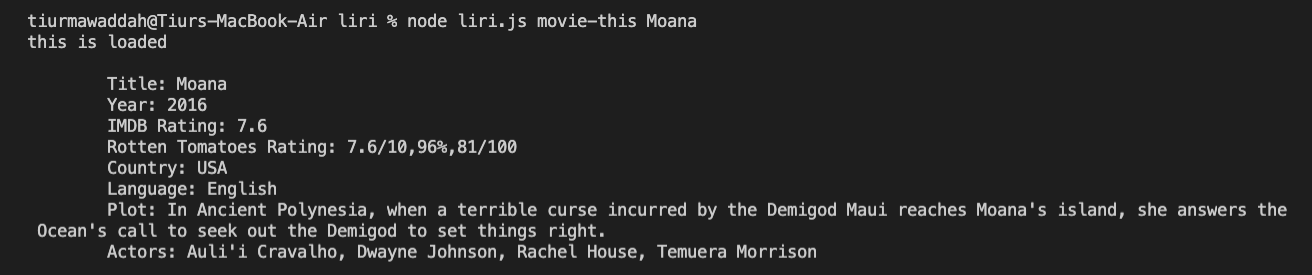 tiurmawaddah@Tiurs-MacBook-Air liri % node liri.js movie-this Moana
this is loaded
Title: Moana
Year: 2016
IMDB Rating: 7.6
Rotten Tomatoes Rating: 7.6/10,96%,81/100
Country: USA
Language: English
Plot: In Ancient Polynesia, when a terrible curse incurred by the Demigod Maui reaches Moana's island, she answers the
Ocean's call to seek out the Demigod to set things right.
Actors: Auli'i Cravalho, Dwayne Johnson, Rachel House, Temuera Morrison